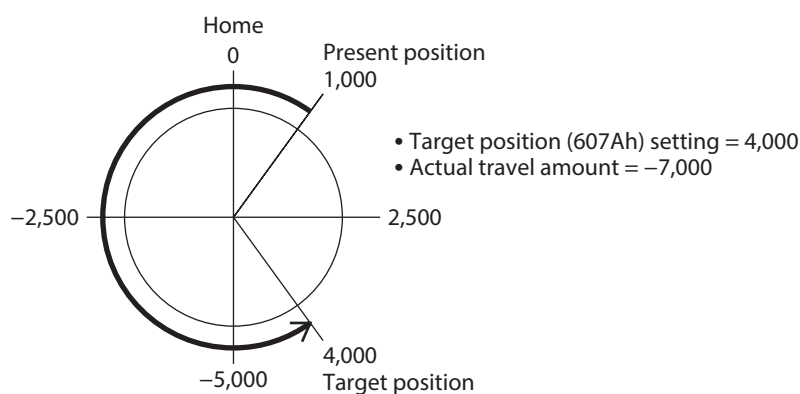 Home
0
Present position
1,000
• Target position (607Ah) setting = 4,000
• Actual travel amount = −7,000
−2,500
2,500
4,000
Target position
−5,000